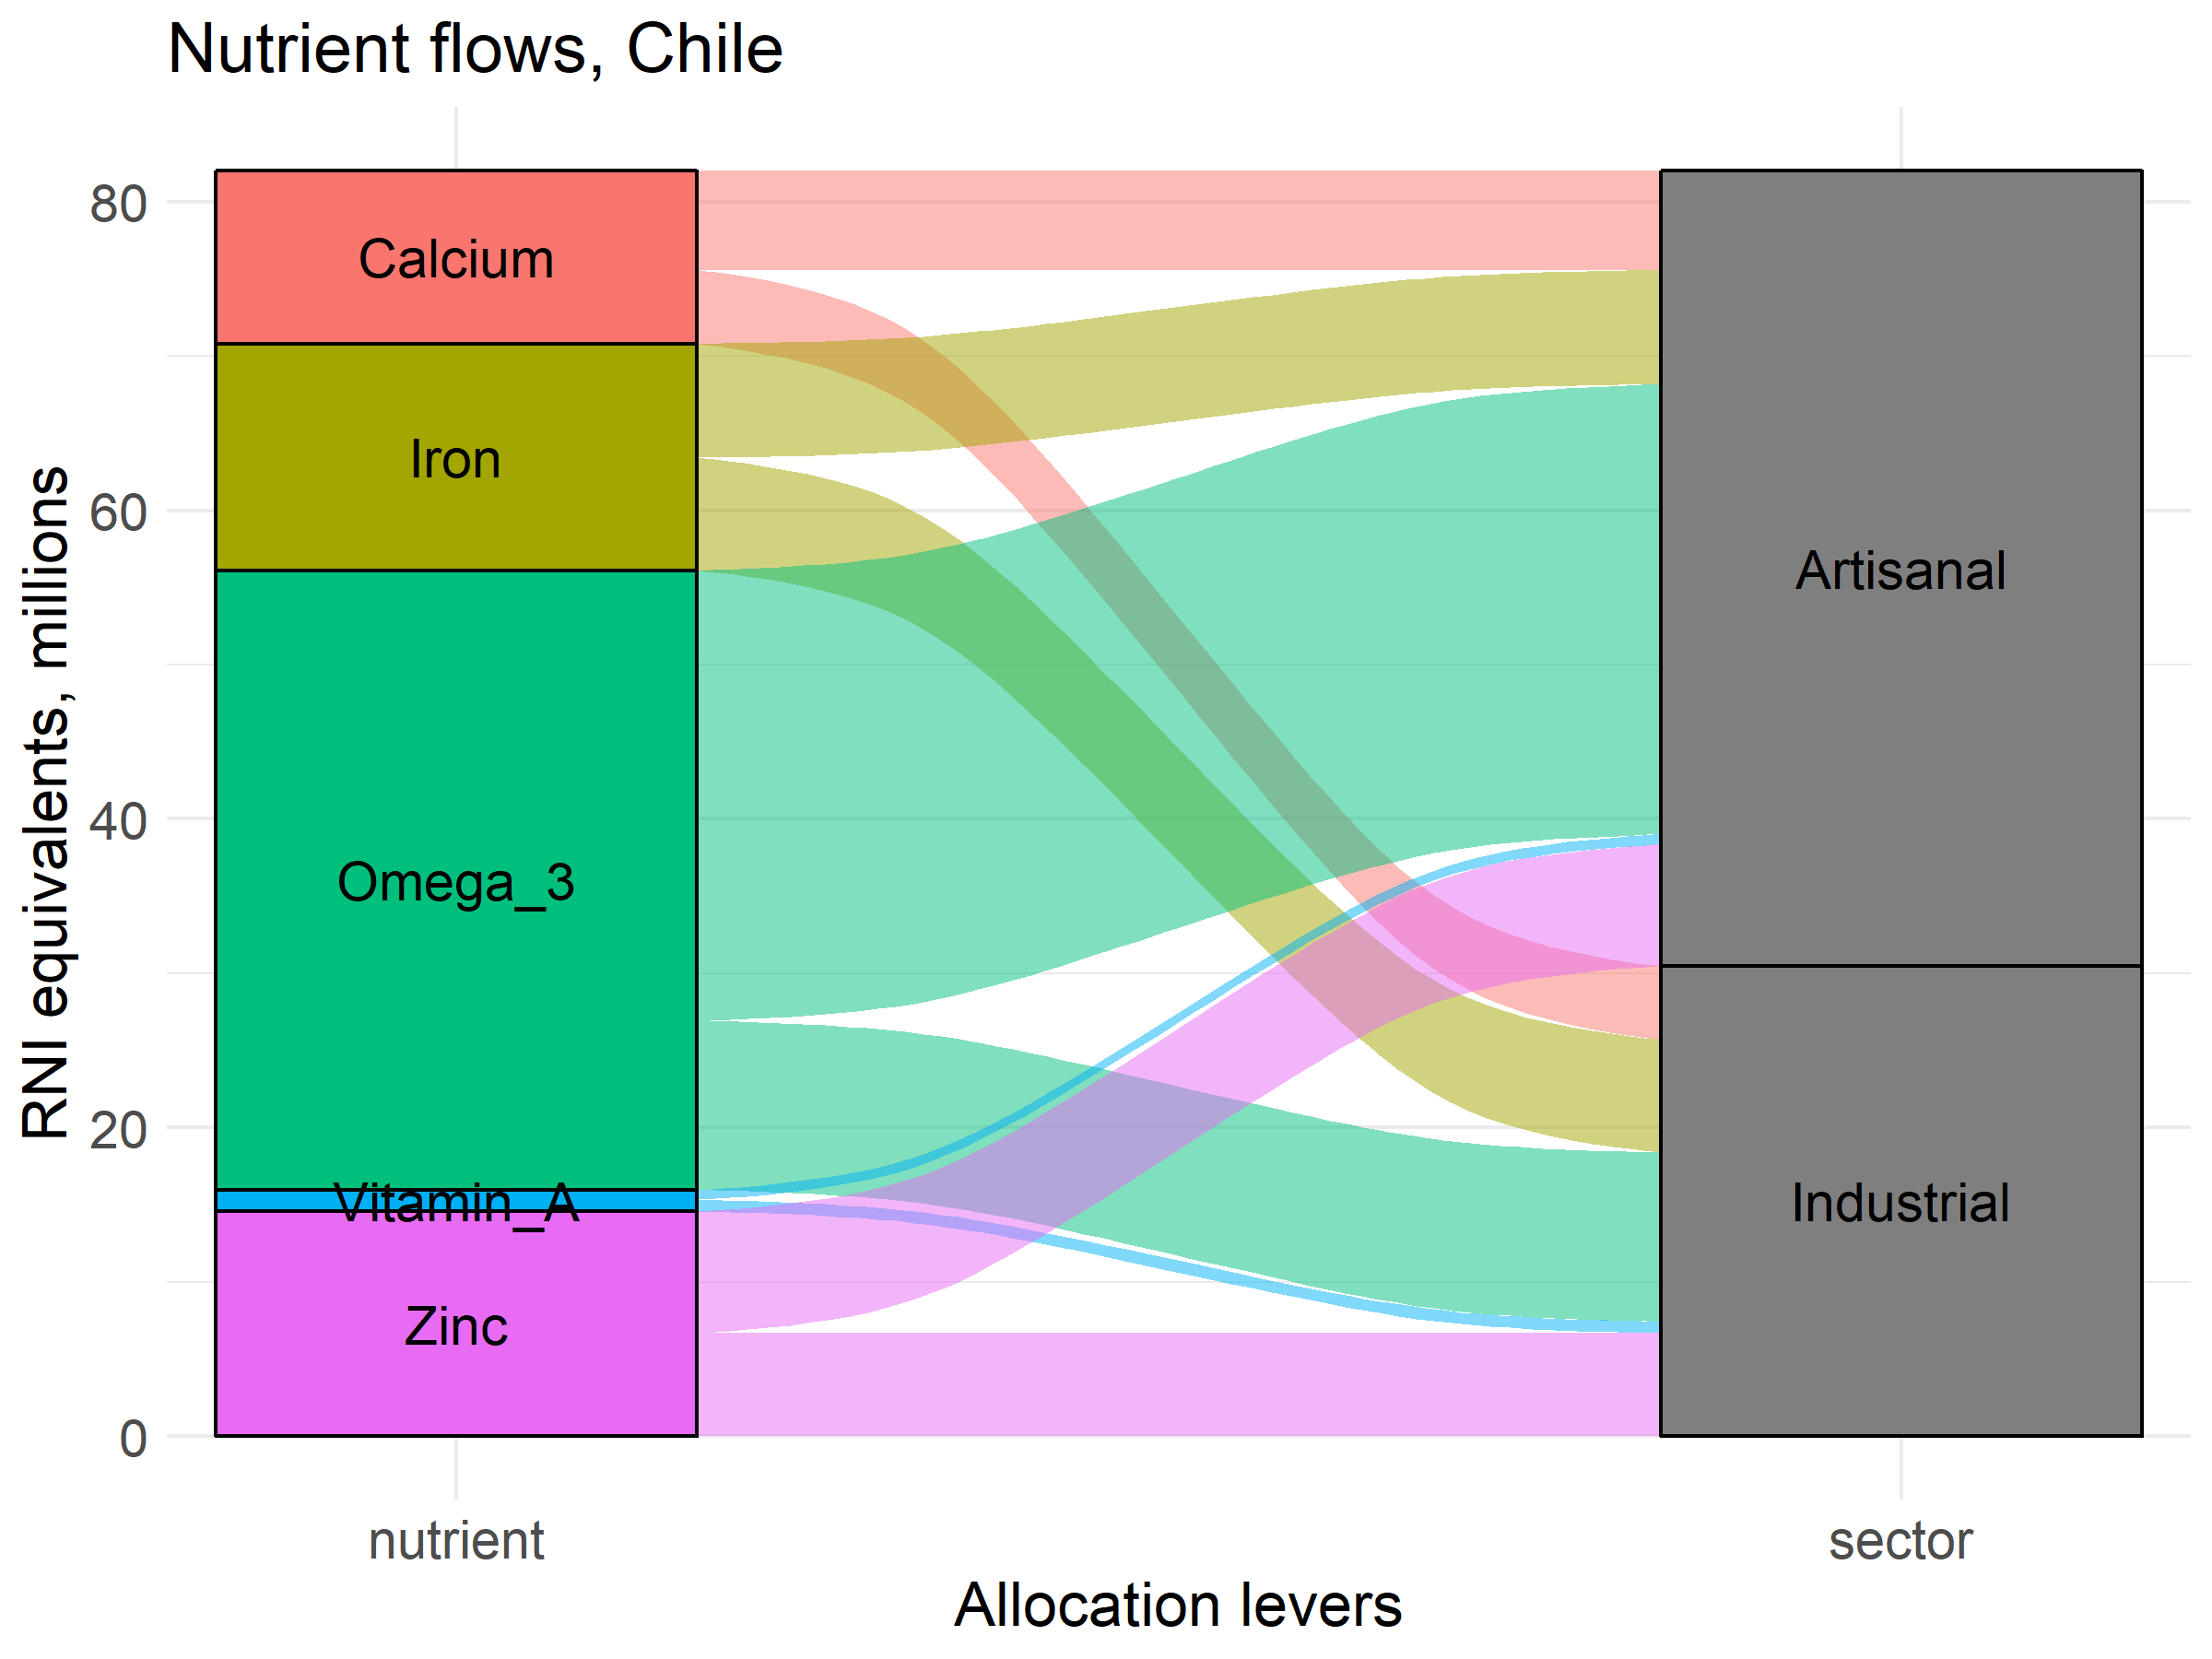 Nutrient flows, Chile
RNI equivalents, millions
80
60
40
20
0
Calcium
Iron
Omega_3
Vitamin_A
Zinc
Artisanal
Industrial
nutrient
sector
Allocation levers